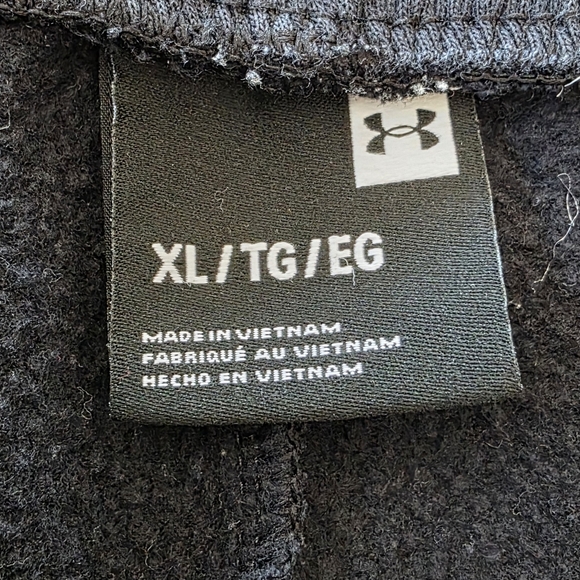 XL/TG/EG
MADE IN VIETNAM
FABRIQUÉ AU VIETNAM
HECHO EN VIETNAM